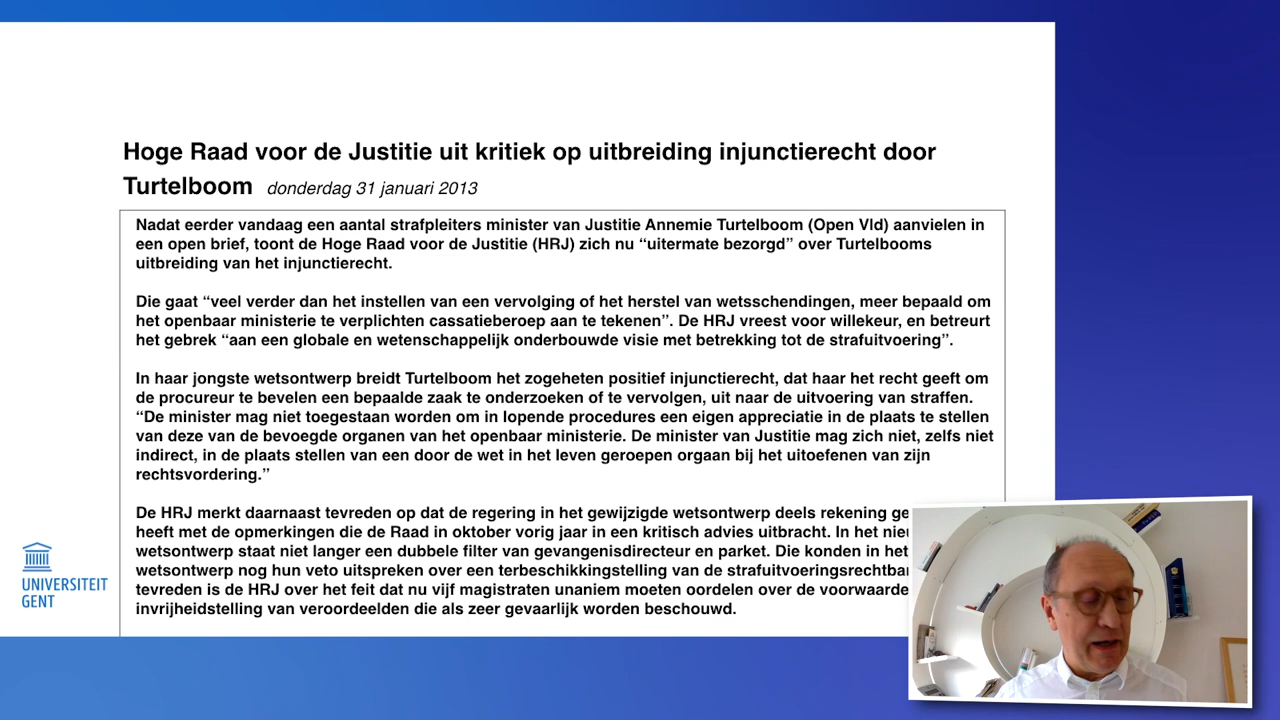 Hoge Raad voor de Justitie uit kritiek op uitbreiding injunctierecht door
Turtelboom donderdag 31 januari 2013
Nadat eerder vandaag een aantal strafpleiters minister van Justitie Annemie Turtelboom (Open Vld) aanvielen in
een open brief, toont de Hoge Raad voor de Justitie (HRJ) zich nu “uitermate bezorgd” over Turtelbooms
uitbreiding van het injunctierecht.
Die gaat “veel verder dan het instellen van een vervolging of het herstel van wetsschendingen, meer bepaald om
het openbaar ministerie te verplichten cassatieberoep aan te tekenen”. De HRJ vreest voor willekeur, en betreurt
het gebrek “aan een globale en wetenschappelijk onderbouwde visie met betrekking tot de strafuitvoering”.
In haar jongste wetsontwerp breidt Turtelboom het zogeheten positief injunctierecht, dat haar het recht geeft om
de procureur te bevelen een bepaalde zaak te onderzoeken of te vervolgen, uit naar de uitvoering van straffen.
“De minister mag niet toegestaan worden om in lopende procedures een eigen appreciatie in de plaats te stellen
van deze van de bevoegde organen van het openbaar ministerie. De minister van Justitie mag zich niet, zelfs niet
indirect, in de plaats stellen van een door de wet in het leven geroepen orgaan bij het uitoefenen van zijn
rechtsvordering.”
De HRJ merkt daarnaast tevreden op dat de regering in het gewijzigde wetsontwerp deels rekening
heeft met de opmerkingen die de Raad in oktober vorig jaar in een kritisch advies uitbracht. In het
wetsontwerp staat niet langer een dubbele filter van gevangenisdirecteur en parket. Die konden in het
wetsontwerp nog hun veto uitspreken over een terbeschikkingstelling van de
tevreden is de HRJ over het feit dat nu vijf magistraten unaniem moeten oordelen over de
invrijheidstelling van veroordeelden die als zeer gevaarlijk worden beschouwd.
UNIVERSITEIT
GENT